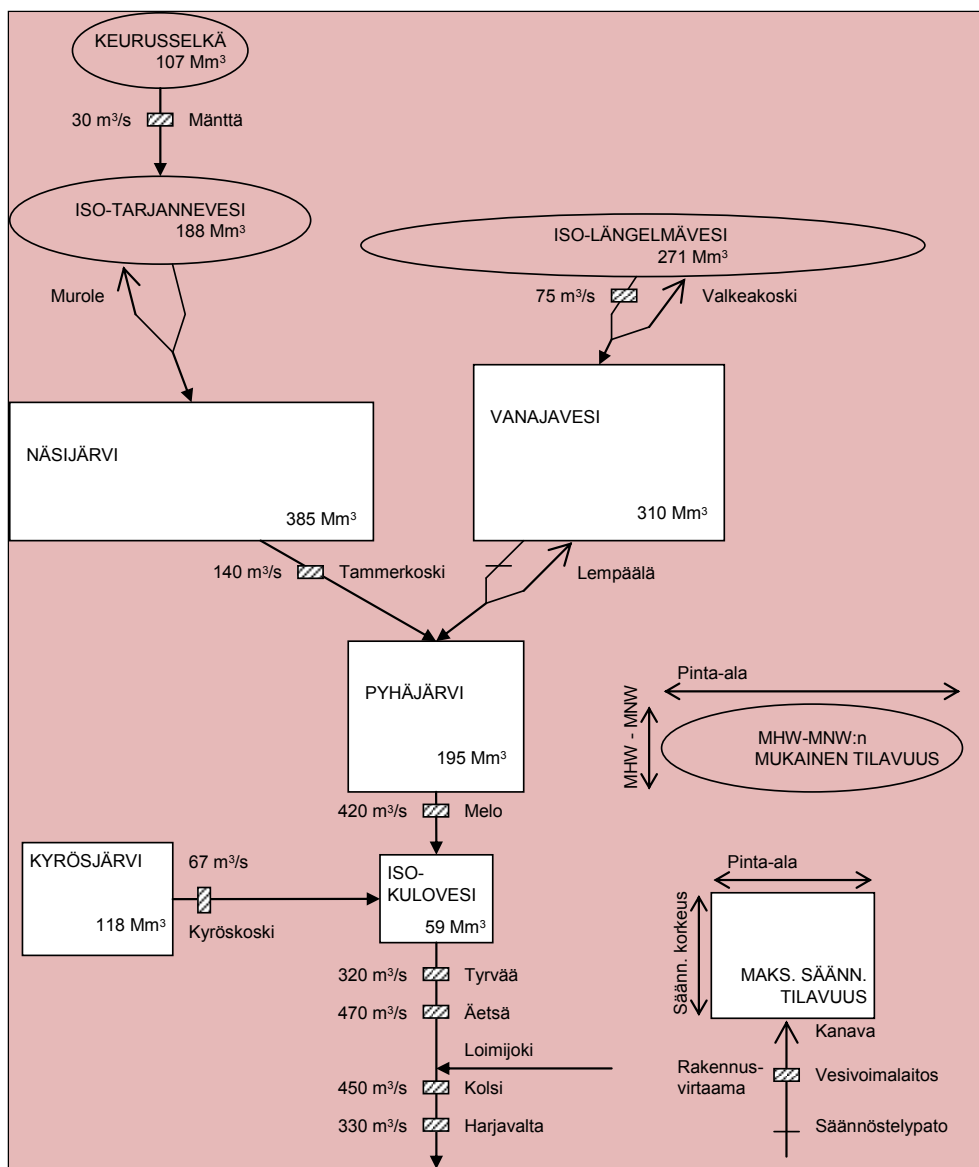 KEURUSSELKÄ
107 Mm³
30 m³/s
Mänttä
ISO-TARJANNEVESI
188 Mm³
ISO-LÄNGELMÄVESI
271 Mm³
Murole
75 m³/s
Valkeakoski
NÄSIJÄRVI
385 Mm³
VANAJAVESI
310 Mm³
140 m³/s
Tammerkoski
Lempäälä
PYHÄJÄRVI
195 Mm³
Pinta-ala
MHW - MNW
MHW-MNW:n
MUKAINEN TILAVUUS
420 m³/s
Melo
KYRÖSJÄRVI
118 Mm³
67 m³/s
Kyröskoski
ISO-
KULOVESI
59 Mm³
320 m³/s
Tyrvää
470 m³/s
Äetsä
Loimijoki
450 m³/s
Kolsi
330 m³/s
Harjavalta
Pinta-ala
Säänn. korkeus
MAKS. SÄÄNN.
TILAVUUS
Kanava
Rakennus-
virtaama
Vesivoimalaitos
Säännöstelypato